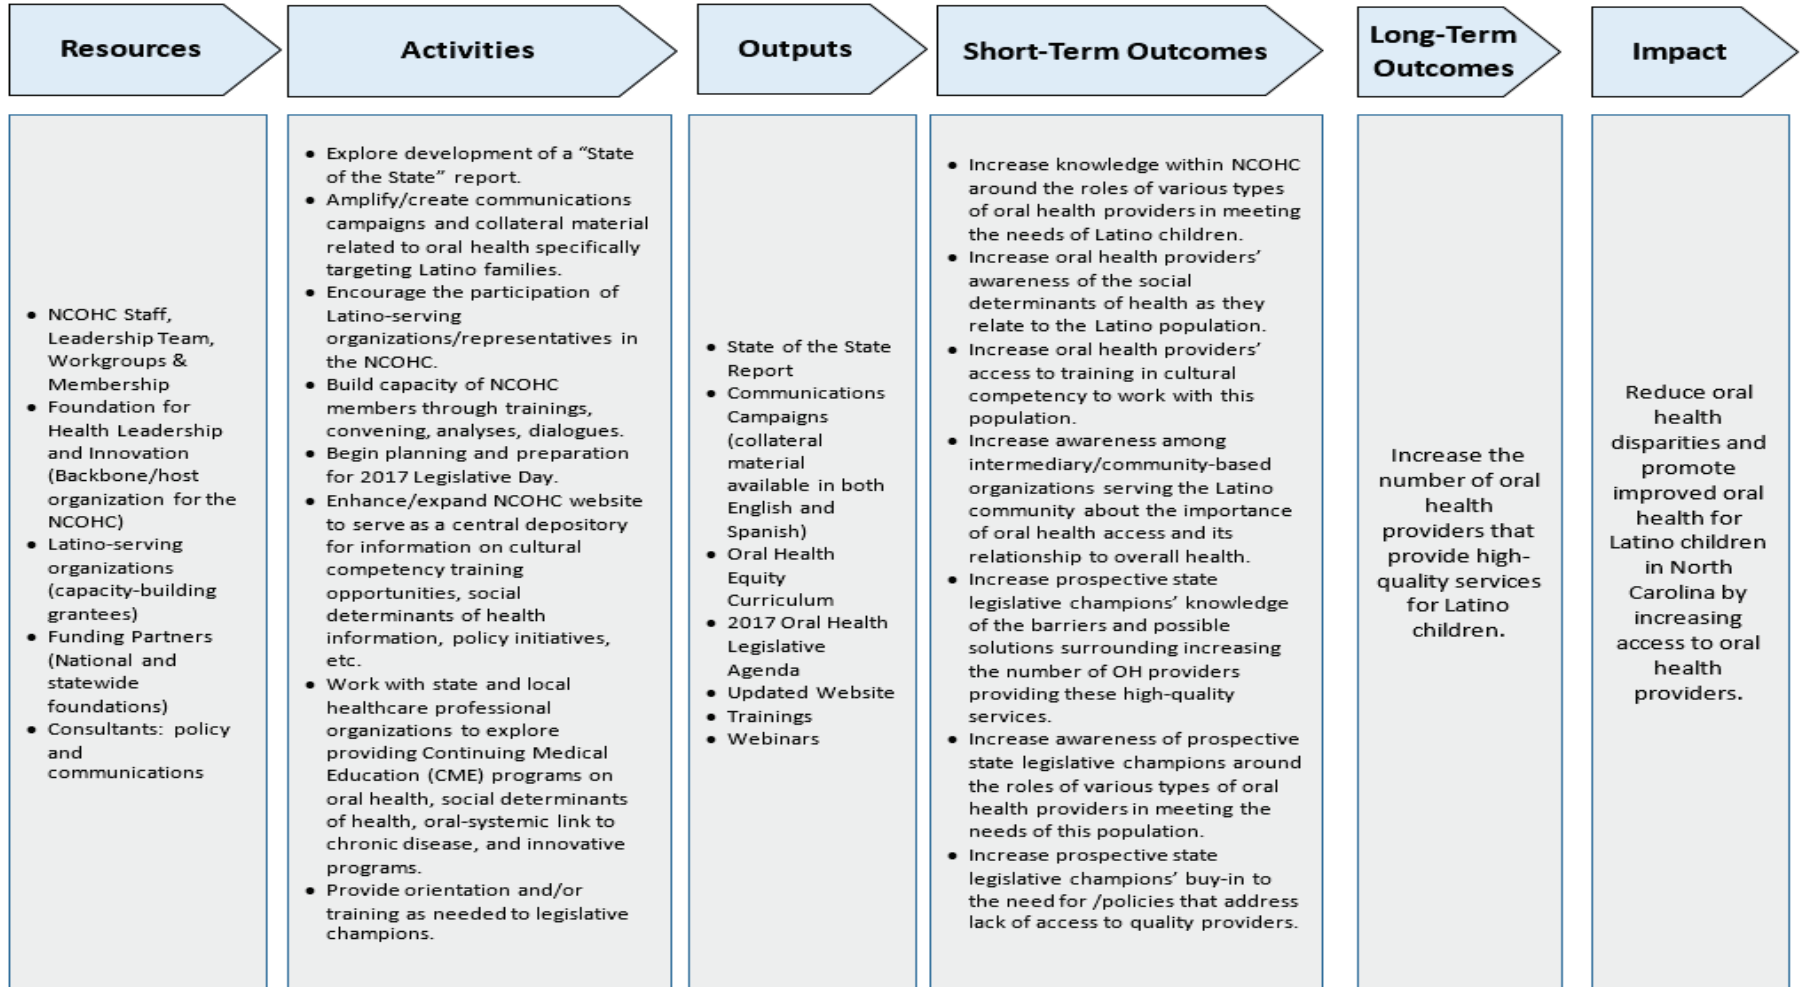 Resources
Activities
Outputs
Short-Term Outcomes
Long-Term
Outcomes
Impact
• NCOHC Staff,
Leadership Team,
Workgroups &
Membership
• Foundation for
Health Leadership
and Innovation
(Backbone/host
organization for the
NCOHC)
• Latino-serving
organizations
(capacity-building
grantees)
• Funding Partners
(National and
statewide
foundations)
• Consultants: policy
and
communications
• Explore development of a “State
of the State” report.
• Amplify/create communications
campaigns and collateral material
related to oral health specifically
targeting Latino families.
• Encourage the participation of
Latino-serving
organizations/representatives in
the NCOHC.
• Build capacity of NCOHC
members through trainings,
convening, analyses, dialogues.
• Begin planning and preparation
for 2017 Legislative Day.
• Enhance/expand NCOHC website
to serve as a central depository
for information on cultural
competency training
opportunities, social
determinants of health
information, policy initiatives,
etc.
• Work with state and local
healthcare professional
organizations to explore
providing Continuing Medical
Education (CME) programs on
oral health, social determinants
of health, oral-systemic link to
chronic disease, and innovative
programs.
• Provide orientation and/or
training as needed to legislative
champions.
• State of the State
Report
• Communications
Campaigns
(collateral
material
available in both
English and
Spanish)
• Oral Health
Equity
Curriculum
• 2017 Oral Health
Legislative
Agenda
• Updated Website
• Trainings
• Webinars
• Increase knowledge within NCOHC
around the roles of various types
of oral health providers in meeting
the needs of Latino children.
• Increase oral health providers’
awareness of the social
determinants of health as they
relate to the Latino population.
• Increase oral health providers’
access to training in cultural
competency to work with this
population.
• Increase awareness among
intermediary/community-based
organizations serving the Latino
community about the importance
of oral health access and its
relationship to overall health.
• Increase prospective state
legislative champions’ knowledge
of the barriers and possible
solutions surrounding increasing
the number of OH providers
providing these high-quality
services.
• Increase awareness of prospective
state legislative champions around
the roles of various types of oral
health providers in meeting the
needs of this population.
• Increase prospective state
legislative champions’ buy-in to
the need for /policies that address
lack of access to quality providers.
Increase the
number of oral
health
providers that
provide high-
quality services
for Latino
children.
Reduce oral
health
disparities and
promote
improved oral
health for
Latino children
in North
Carolina by
increasing
access to oral
health
providers.